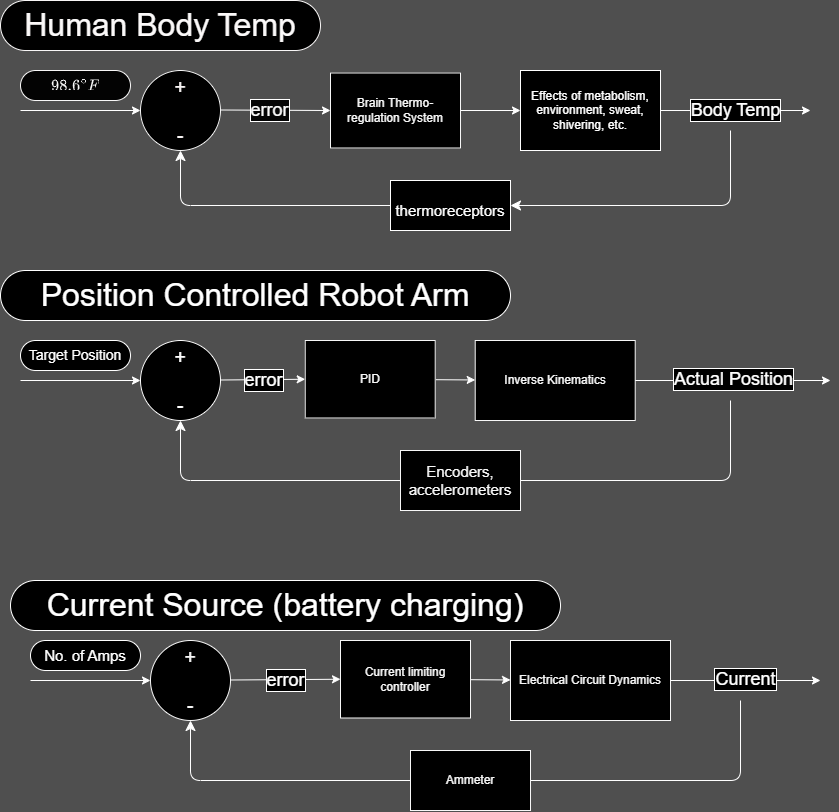 Human Body Temp
98.6°F
+
-
error
Brain Thermo-
regulation System
Effects of metabolism,
environment, sweat,
shivering, etc.
Body Temp
thermoreceptors
Position Controlled Robot Arm
Target Position
+
-
error
PID
Inverse Kinematics
Actual Position
Encoders,
accelerometers
Current Source (battery charging)
No. of Amps
+
-
error
Current limiting
controller
Electrical Circuit Dynamics
Current
Ammeter